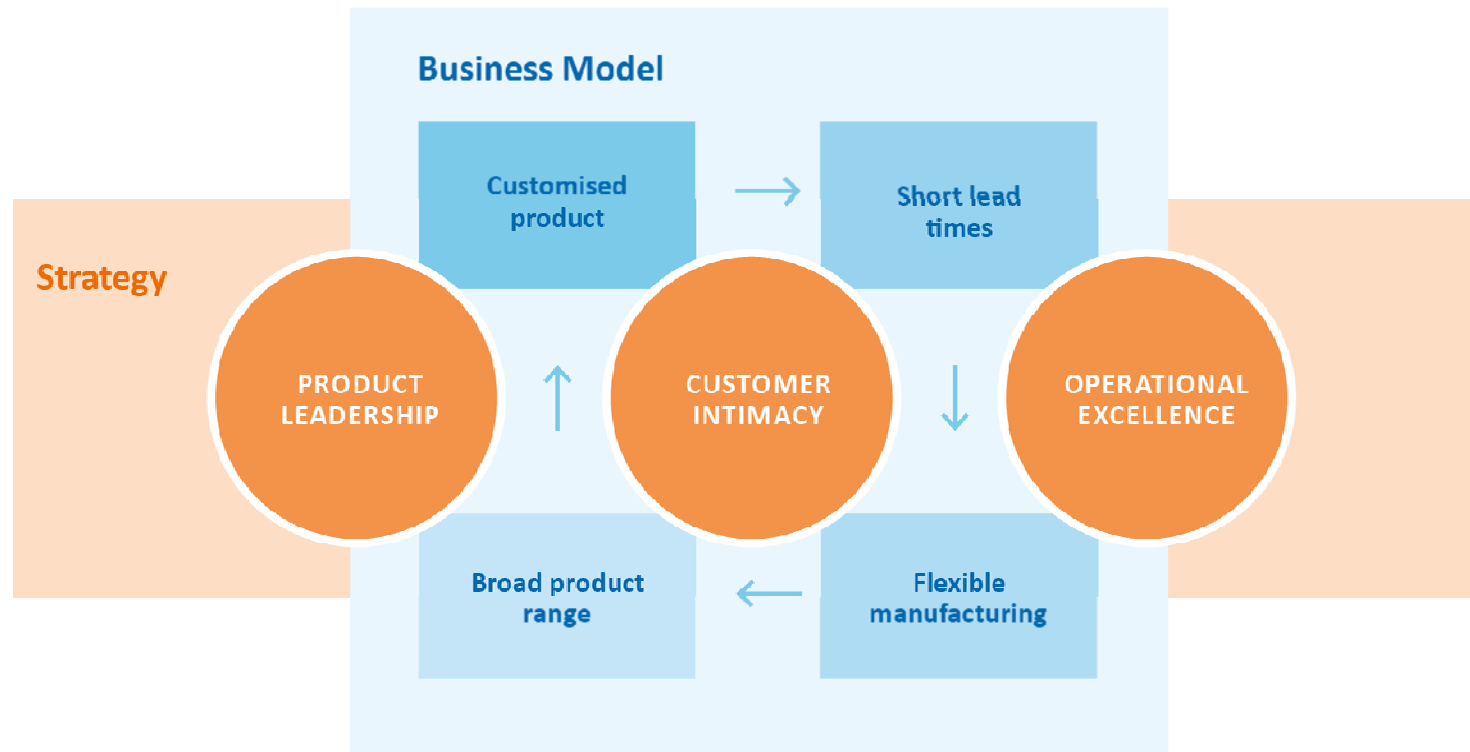 Business Model
Customised
product
Short lead
times
Strategy
PRODUCT
LEADERSHIP
CUSTOMER
INTIMACY
OPERATIONAL
EXCELLENCE
Broad product
range
Flexible
manufacturing